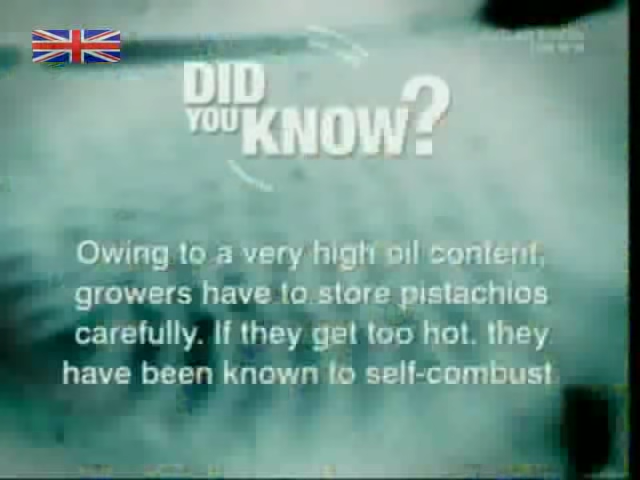 DID
YOU KNOW?
Owing to a very high oil content,
growers have to store pistachios
carefully. If they get too hot, they
have been known to self-combust.